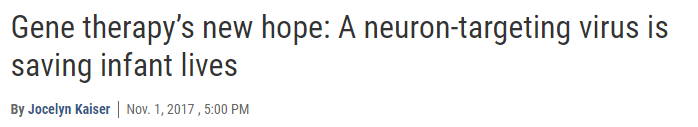 Gene therapy’s new hope: A neuron-targeting virus is
saving infant lives
By Jocelyn Kaiser | Nov. 1, 2017 , 5:00 PM